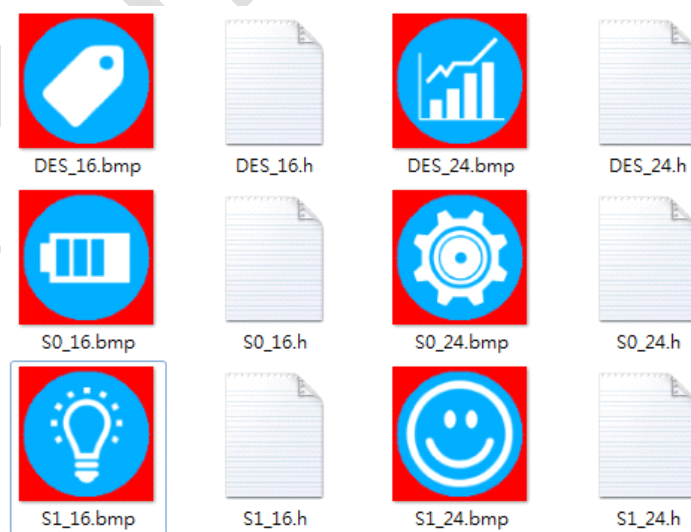 DES_16.bmp
DES_16.h
DES_24.bmp
DES_24.h
S0_16.bmp
S0_16.h
S0_24.bmp
S0_24.h
S1_16.bmp
S1_16.h
S1_24.bmp
S1_24.h